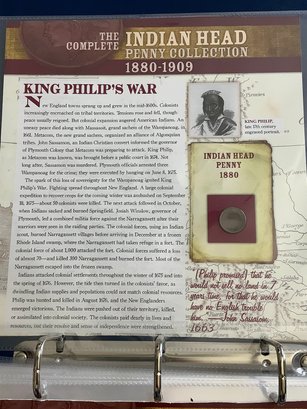 THE COMPLETE INDIAN HEAD
PENNY COLLECTION
1880-1909
KING PHILIP'S WAR
New England towns sprung up and grew in the mid-1600s. Colonists
increasingly encroached on tribal territories. Tensions rose and fell, though
peace usually reigned. But colonial expansion angered American Indians. An
uneasy peace died along with Massasoit, grand sachem of the Wampanoag, in
1661. Metacom, the new grand sachem, organized an alliance of Algonquian
tribes. John Sassamon, an Indian Christian convert informed the governor
of Plymouth Colony that Metacom was preparing to attack. King Philip,
as Metacom was known, was brought before a public court in 1674. Not
long after, Sassamon was murdered. Plymouth officials arrested three
Wampanoag for the crime; they were executed by hanging on June 8, 1675.
The spark of this loss of sovereignty for the Wampanoag ignited King
Philip's War. Fighting spread throughout New England. A large colonial
expedition to recover crops for the coming winter was ambushed on September
18, 1675—about 50 colonists were killed. The next attack followed in October,
when Indians sacked and burned Springfield. Josiah Winslow, governor of
Plymouth, led a combined militia force against the Narragansett after their
warriors were seen in the raiding parties. The colonial forces, using an Indian
scout, burned Narragansett villages before arriving in December at a frozen
Rhode Island swamp, where the Narragansett had taken refuge in a fort. The
colonial force of about 1,000 attacked the fort. Colonial forces suffered a loss
of about 70—and killed 300 Narragansett and burned the fort. Most of the
Narragansett escaped into the frozen swamp.
Indians attacked colonial settlements throughout the winter of 1675 and into
the spring of 1676. However, the tide then turned in the colonists' favor, as
dwindling Indian supplies and populations could not match colonial resources.
Philip was hunted and killed in August 1676, and the New Englanders
emerged victorious. The Indians were pushed out of their territory, killed,
or assimilated into colonial society. The colonists paid dearly in lives and
resources, but their resolve and sense of independence were strengthened.
KING PHILIP,
late 17th century
engraved portrait.
INDIAN HEAD
PENNY
1880
(Philip promised) that he
would not sell no land in 7
years time, for that he would
have no English trouble
him. — John Sassamon,
1663